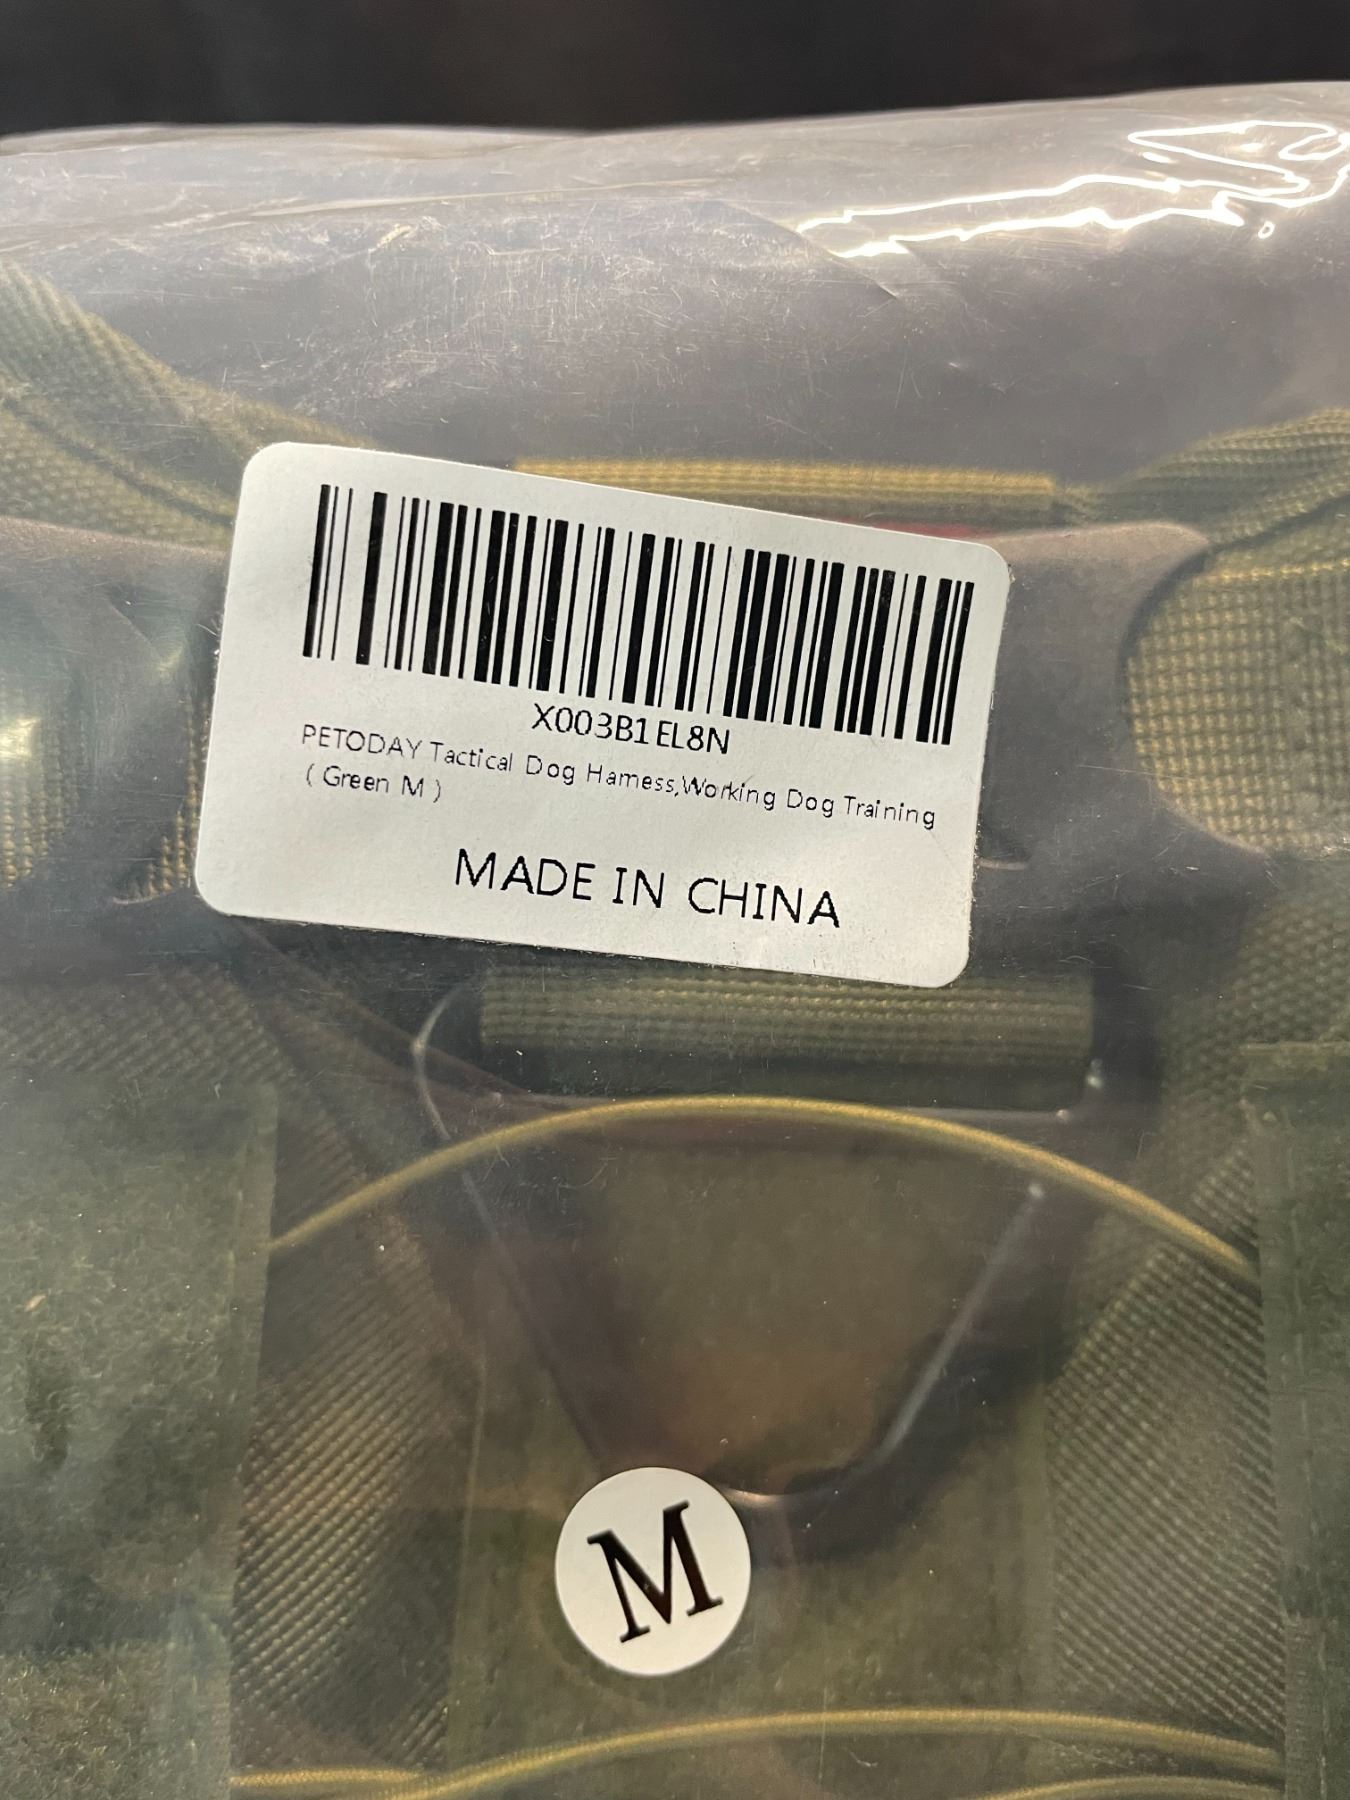 X003B1EL8N
PETODAY Tactical Dog Harness,Working Dog Training
( Green M )
MADE IN CHINA
M